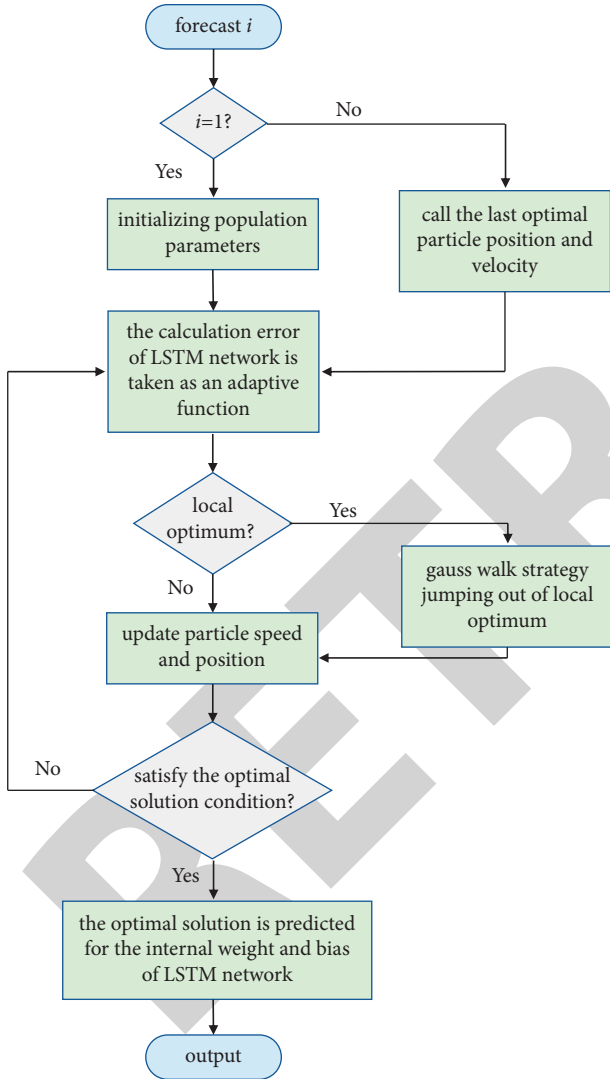 forecast i
i=1?
No
Yes
initializing population
parameters
call the last optimal
particle position and
velocity
the calculation error
of LSTM network is
taken as an adaptive
function
local
optimum?
Yes
No
gauss walk strategy
jumping out of local
optimum
update particle speed
and position
No
satisfy the optimal
solution condition?
Yes
the optimal solution is predicted
for the internal weight and bias
of LSTM network
output
RETR